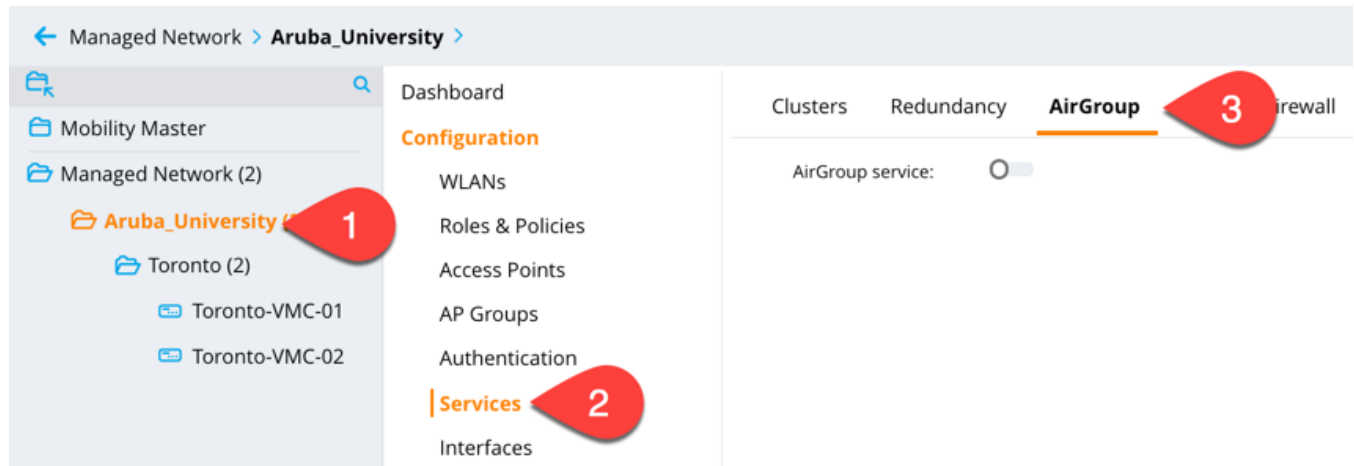 Managed Network > Aruba_University >
Mobility Master
Managed Network (2)
Aruba_University
Toronto (2)
Toronto-VMC-01
Toronto-VMC-02
1
Dashboard
Configuration
WLANs
Roles & Policies
Access Points
AP Groups
Authentication
Services
2
Interfaces
Clusters Redundancy AirGroup 3 irewall
AirGroup service: